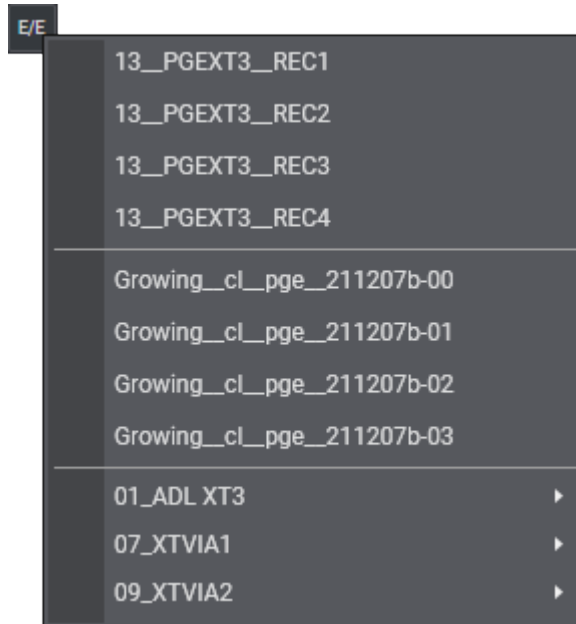 E/E
13__PGEXT3__REC1
13__PGEXT3__REC2
13__PGEXT3__REC3
13__PGEXT3__REC4
Growing__cl__pge__211207b-00
Growing__cl__pge__211207b-01
Growing__cl__pge__211207b-02
Growing__cl__pge__211207b-03
01_ADL XT3
07_XTVIA1
09_XTVIA2